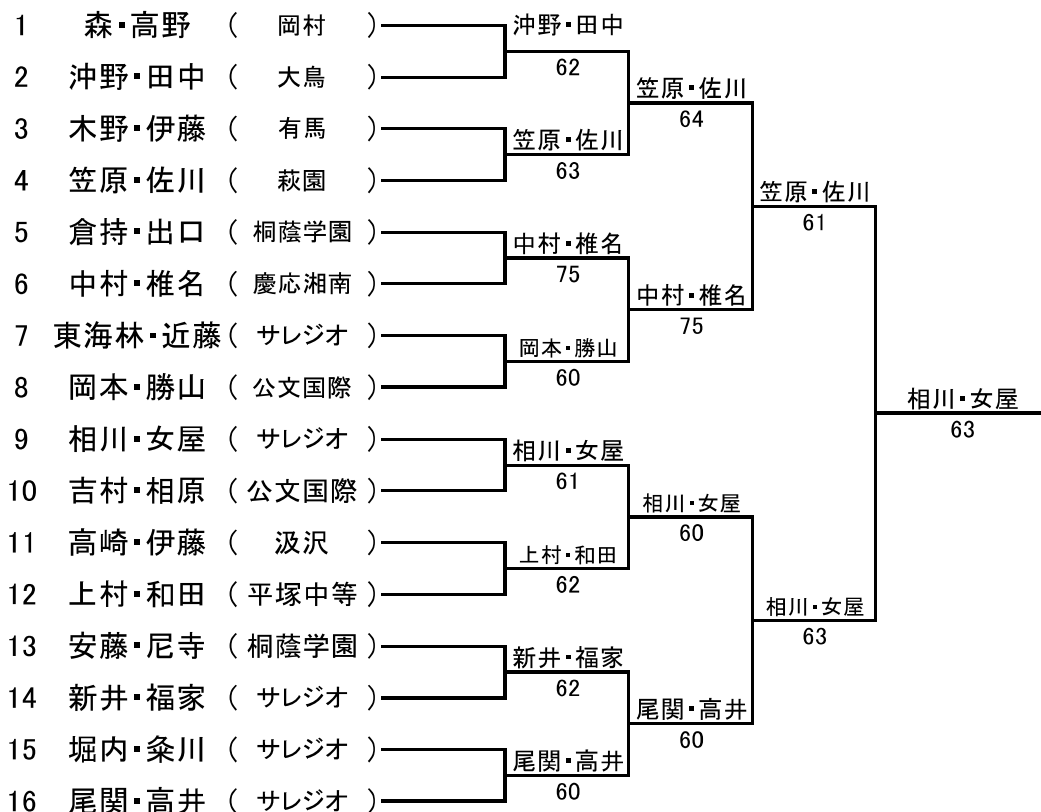 1 森・高野 ( 岡村 )
2 沖野・田中 ( 大鳥 )
3 木野・伊藤 ( 有馬 )
4 笠原・佐川 ( 萩園 )
5 倉持・出口 ( 桐蔭学園 )
6 中村・椎名 ( 慶応湘南 )
7 東海林・近藤 ( サレジオ )
8 岡本・勝山 ( 公文国際 )
9 相川・女屋 ( サレジオ )
10 吉村・相原 ( 公文国際 )
11 高崎・伊藤 ( 汲沢 )
12 上村・和田 ( 平塚中等 )
13 安藤・尼寺 ( 桐蔭学園 )
14 新井・福家 ( サレジオ )
15 堀内・粂川 ( サレジオ )
16 尾関・高井 ( サレジオ )
沖野・田中
62
笠原・佐川
63
中村・椎名
75
岡本・勝山
60
相川・女屋
61
上村・和田
62
新井・福家
62
尾関・高井
60
笠原・佐川
64
中村・椎名
75
相川・女屋
60
尾関・高井
60
笠原・佐川
61
相川・女屋
63
相川・女屋
63